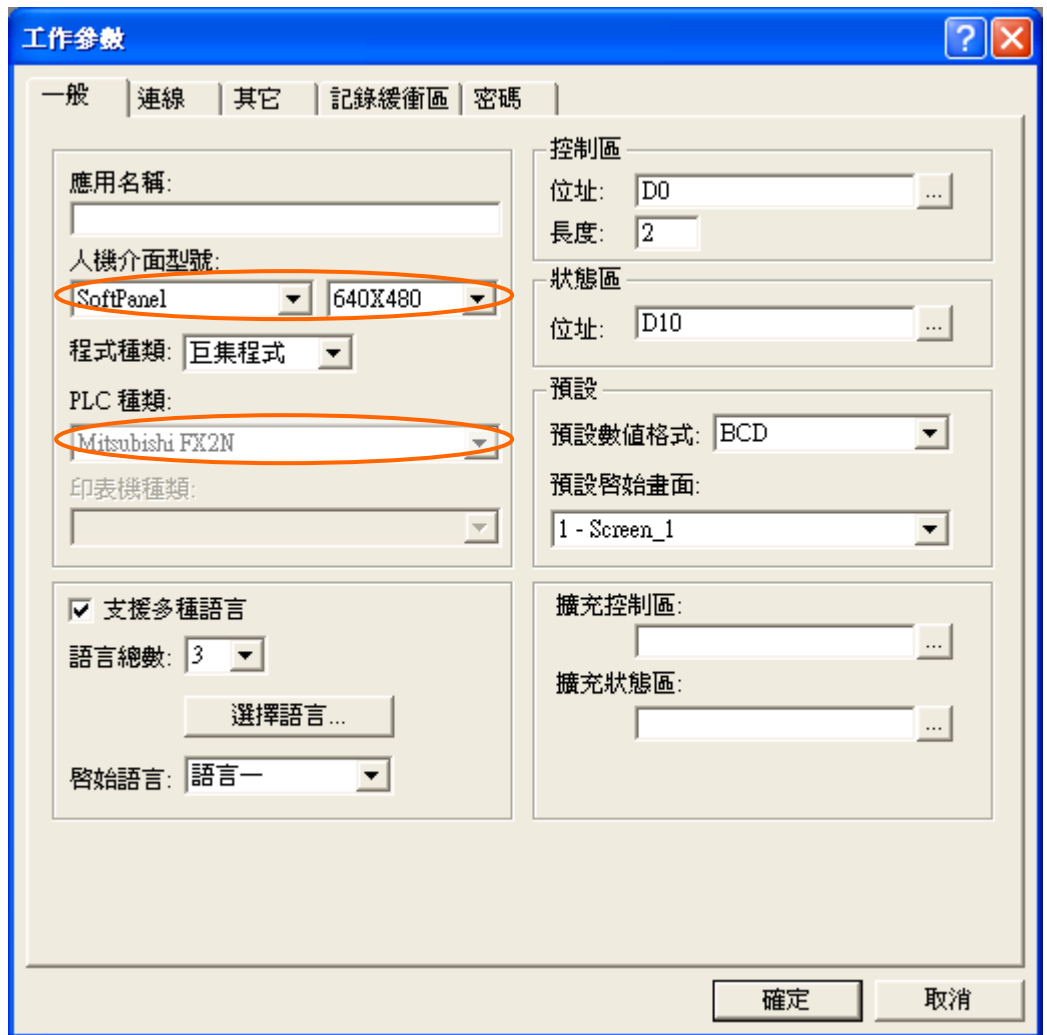 工作參數
一般 連線 其它 記錄緩衝區 密碼
應用名稱:
人機介面型號:
SoftPanel 640X480
程式種類: 巨集程式
PLC 種類:
Mitsubishi FX2N
印表機種類:
支援多種語言
語言總數: 3
選擇語言...
啓始語言: 語言一
控制區
位址: D0 ...
長度: 2
狀態區
位址: D10 ...
預設
預設數值格式: BCD
預設啓始畫面:
1 - Screen_1
擴充控制區:
...
擴充狀態區:
...
確定 取消